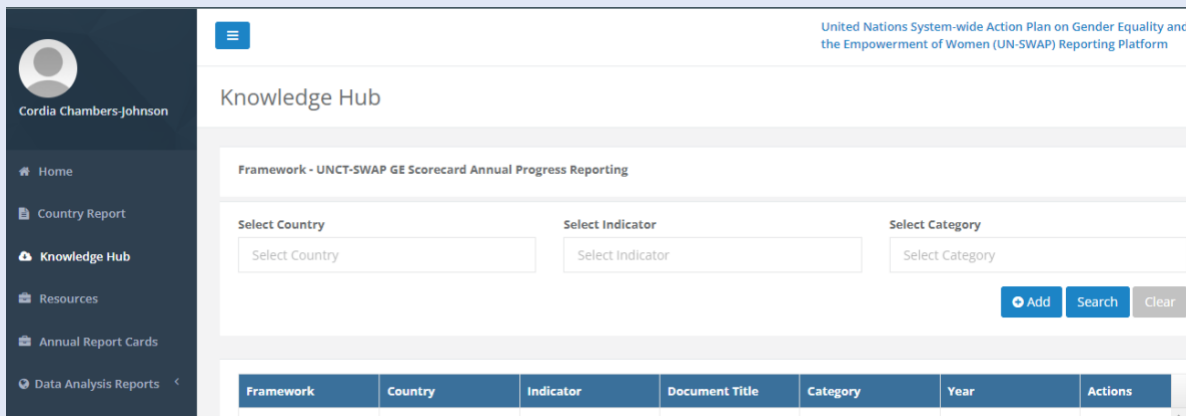 United Nations System-wide Action Plan on Gender Equality and
the Empowerment of Women (UN-SWAP) Reporting Platform
Cordia Chambers-Johnson
Knowledge Hub
Home
Country Report
Knowledge Hub
Resources
Annual Report Cards
Data Analysis Reports
Framework - UNCT-SWAP GE Scorecard Annual Progress Reporting
Select Country Select Indicator Select Category
Select Country Select Indicator Select Category
Add Search Clear
Framework Country Indicator Document Title Category Year Actions